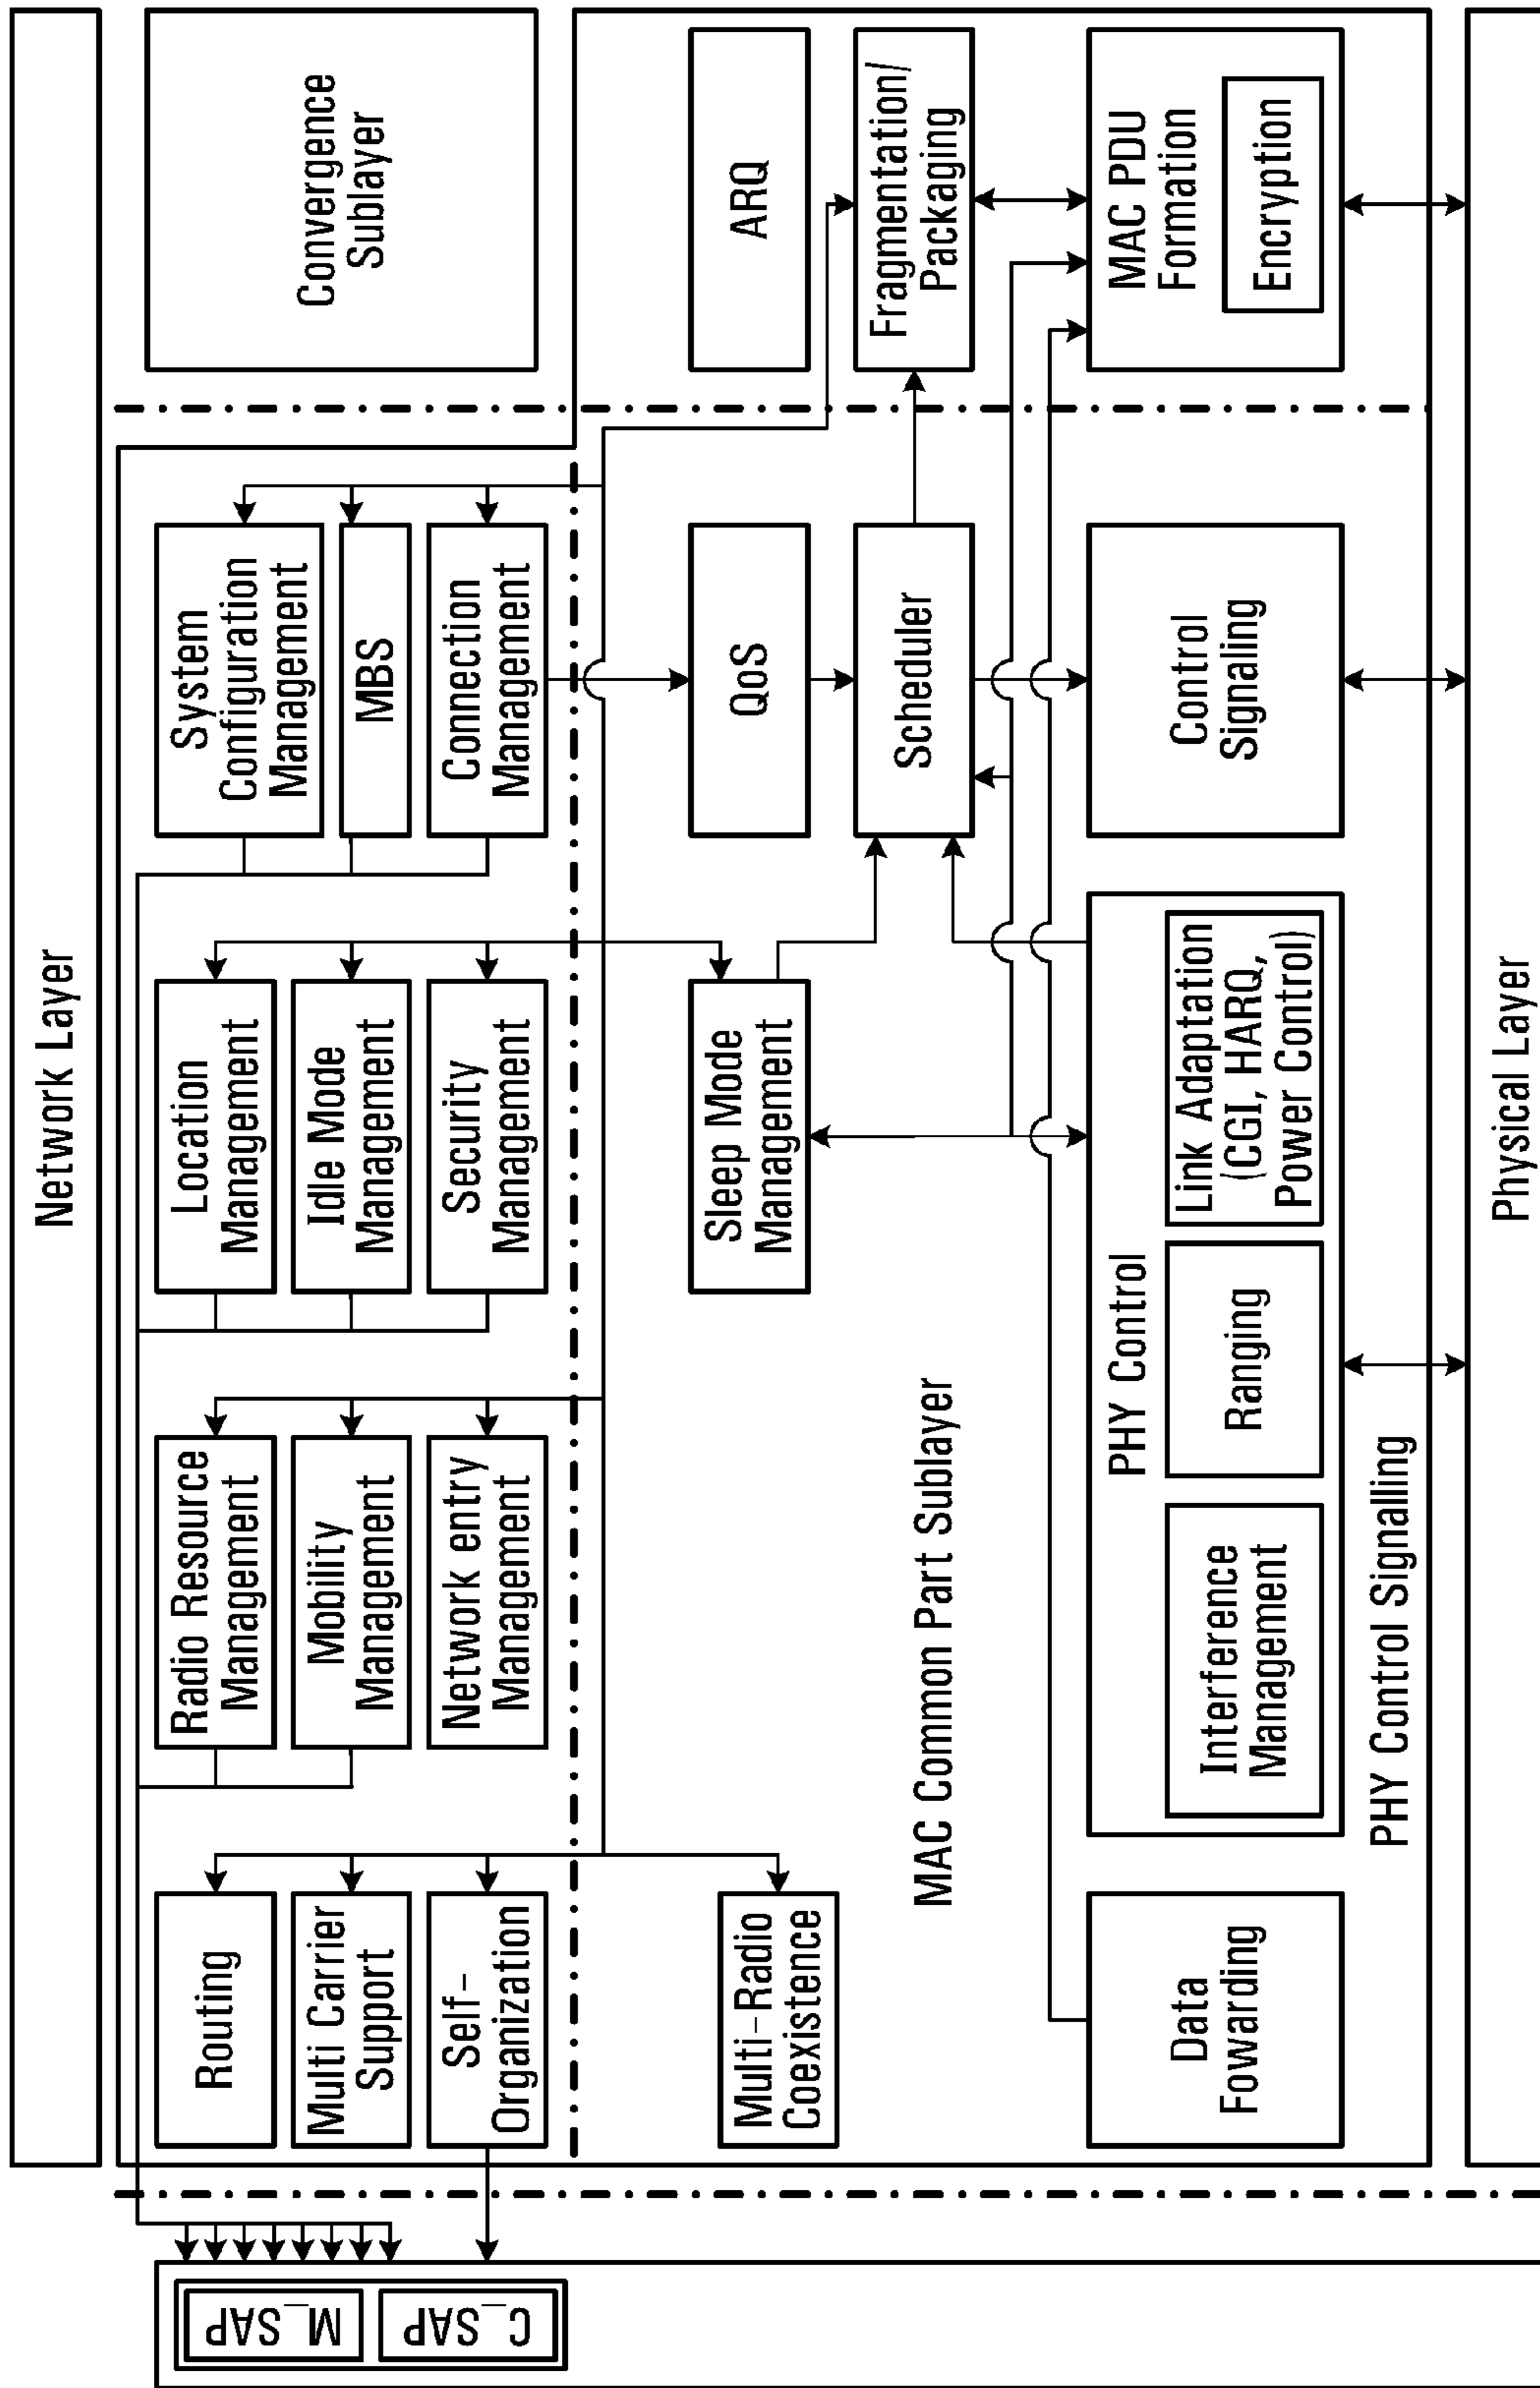 Network Layer
Routing
Multi Carrier
Support
Self-
Organization
Radio Resource
Management
Mobility
Management
Network entry
Management
Location
Management
Idle Mode
Management
Security
Management
System
Configuration
Management
MBS
Connection
Management
Convergence
Sublayer
M_SAP
C_SAP
Multi-Radio
Coexistence
Sleep Mode
Management
QoS
ARQ
MAC Common Part Sublayer
Scheduler
Fragmentation/
Packaging
Data
Fowarding
PHY Control
Interference
Management
Ranging
Link Adaptation
(CGI, HARQ,
Power Control)
Control
Signaling
MAC PDU
Formation
Encryption
PHY Control Signalling
Physical Layer